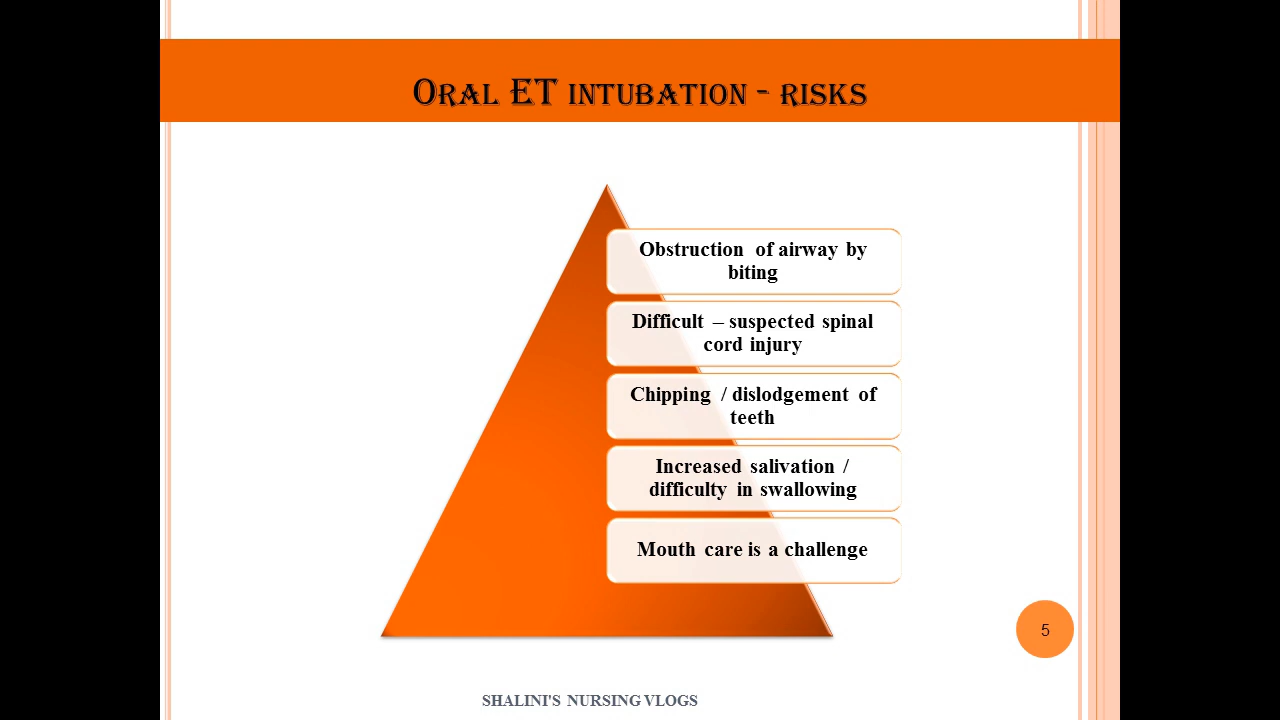 Oral ET intubation - risks
Obstruction of airway by
biting
Difficult – suspected spinal
cord injury
Chipping / dislodgement of
teeth
Increased salivation /
difficulty in swallowing
Mouth care is a challenge
5
SHALINI'S NURSING VLOGS